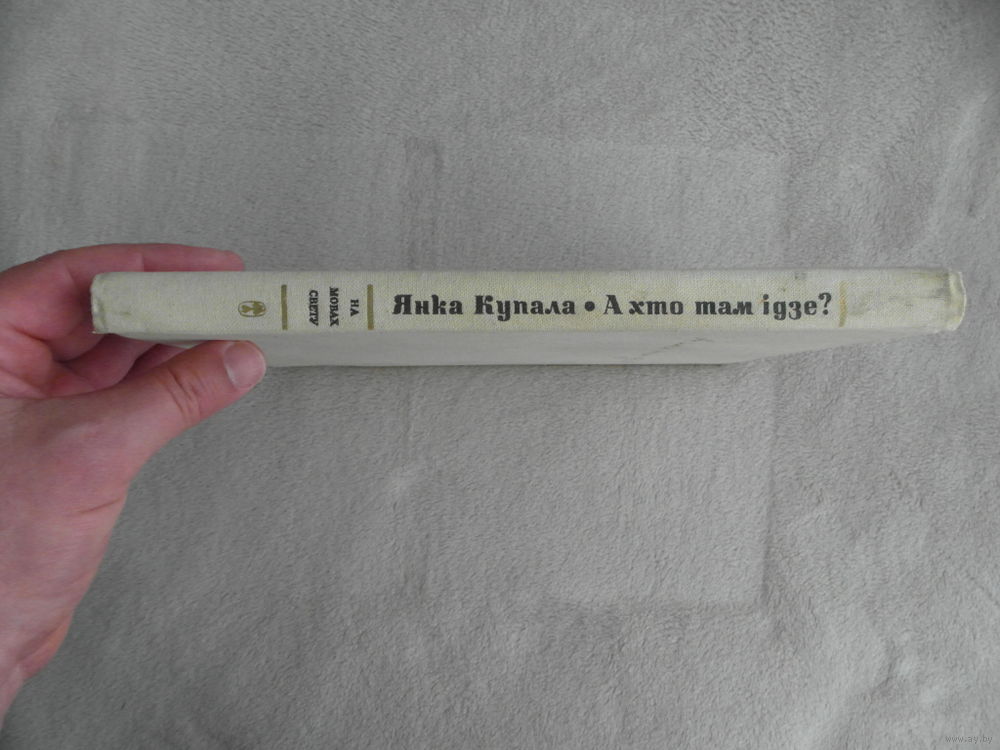 Янка Купала • А хто там ідзе?
НА
МОВАХ
СВЕТУ
www.ay.by